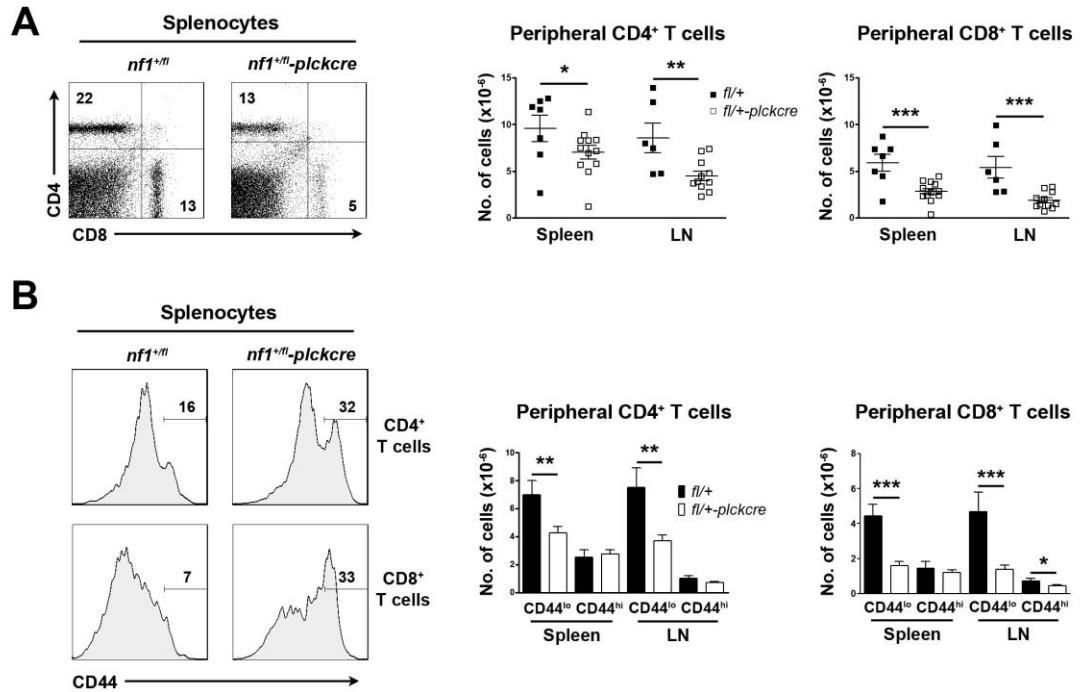 A
Splenocytes
nf1+/fl
nf1+/fl-plckcre
22
13
13
5
CD4
CD8
Peripheral CD4+ T cells
No. of cells (x10-6)
15
10
5
0
*
**
fl/+
fl/+-plckcre
Spleen
LN
Peripheral CD8+ T cells
No. of cells (x10-6)
15
10
5
0
***
***
Spleen
LN
B
Splenocytes
nf1+/fl
nf1+/fl-plckcre
16
32
CD4+
T cells
7
33
CD8+
T cells
CD44
Peripheral CD4+ T cells
No. of cells (x10-6)
10
8
6
4
2
0
**
**
fl/+
fl/+-plckcre
CD44lo CD44hi CD44lo CD44hi
Spleen
LN
Peripheral CD8+ T cells
No. of cells (x10-6)
8
6
4
2
0
***
***
*
CD44lo CD44hi CD44lo CD44hi
Spleen
LN